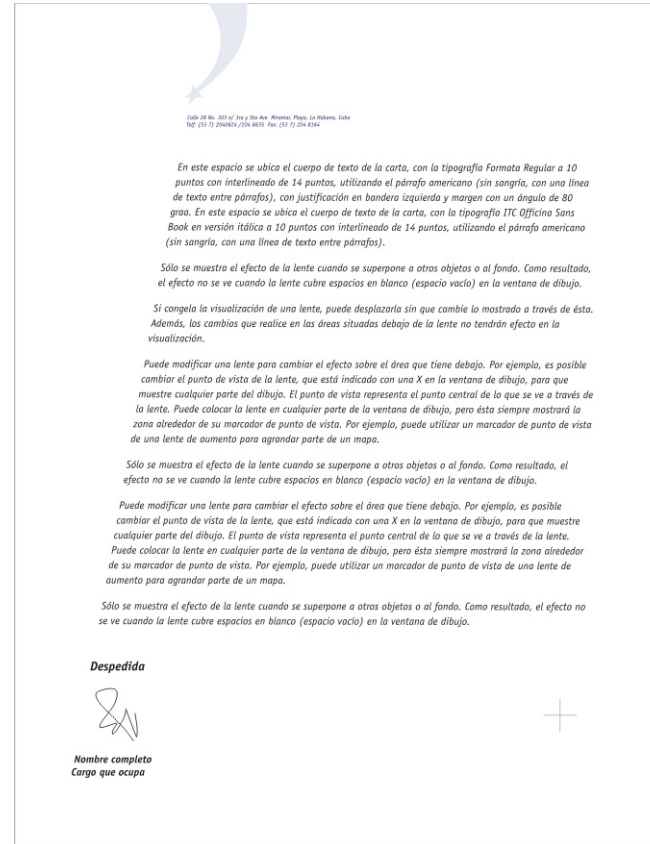 Calle 28 No. 303 e/ 3ra y 5ta Ave Miramar, Playa, La Habana, Cuba
Telf: (53 7) 2040624 /204 6635 Fax: (53 7) 204 8164
En este espacio se ubica el cuerpo de texto de la carta, con la tipografía Formata Regular a 10
puntos con interlineado de 14 puntos, utilizando el párrafo americano (sin sangría, con una línea
de texto entre párrafos), con justificación en bandera izquierda y margen con un ángulo de 80
graa. En este espacio se ubica el cuerpo de texto de la carta, con la tipografía ITC Officina Sans
Book en versión itálica a 10 puntos con interlineado de 14 puntos, utilizando el párrafo americano
(sin sangría, con una línea de texto entre párrafos).
Sólo se muestra el efecto de la lente cuando se superpone a otros objetos o al fondo. Como resultado,
el efecto no se ve cuando la lente cubre espacios en blanco (espacio vacío) en la ventana de dibujo.
Si congela la visualización de una lente, puede desplazarla sin que cambie lo mostrado a través de ésta.
Además, los cambios que realice en las áreas situadas debajo de la lente no tendrán efecto en la
visualización.
Puede modificar una lente para cambiar el efecto sobre el área que tiene debajo. Por ejemplo, es posible
cambiar el punto de vista de la lente, que está indicado con una X en la ventana de dibujo, para que
muestre cualquier parte del dibujo. El punto de vista representa el punto central de lo que se ve a través de
la lente. Puede colocar la lente en cualquier parte de la ventana de dibujo, pero ésta siempre mostrará la
zona alrededor de su marcador de punto de vista. Por ejemplo, puede utilizar un marcador de punto de vista
de una lente de aumento para agrandar parte de un mapa.
Sólo se muestra el efecto de la lente cuando se superpone a otros objetos o al fondo. Como resultado, el
efecto no se ve cuando la lente cubre espacios en blanco (espacio vacío) en la ventana de dibujo.
Puede modificar una lente para cambiar el efecto sobre el área que tiene debajo. Por ejemplo, es posible
cambiar el punto de vista de la lente, que está indicado con una X en la ventana de dibujo, para que muestre
cualquier parte del dibujo. El punto de vista representa el punto central de lo que se ve a través de la lente.
Puede colocar la lente en cualquier parte de la ventana de dibujo, pero ésta siempre mostrará la zona alrededor
de su marcador de punto de vista. Por ejemplo, puede utilizar un marcador de punto de vista de una lente de
aumento para agrandar parte de un mapa.
Sólo se muestra el efecto de la lente cuando se superpone a otros objetos o al fondo. Como resultado, el efecto no
se ve cuando la lente cubre espacios en blanco (espacio vacío) en la ventana de dibujo.
Despedida
Nombre completo
Cargo que ocupa